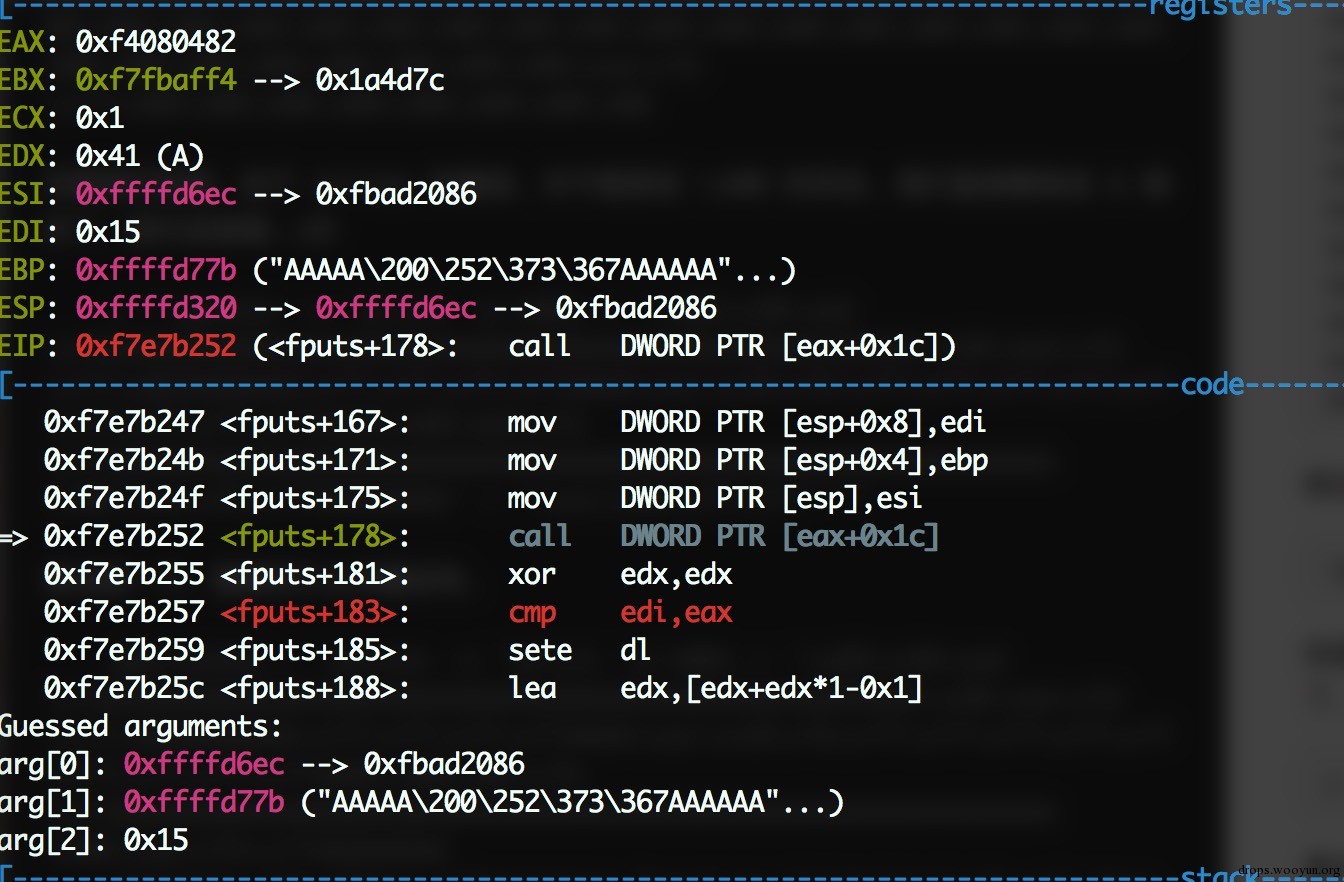 [----------------------------------registers----
EAX: 0xf4080482
EBX: 0xf7fbaff4 --> 0x1a4d7c
ECX: 0x1
EDX: 0x41 (A)
ESI: 0xffffd6ec --> 0xfbad2086
EDI: 0x15
EBP: 0xffffd77b ("AAAAA\200\252\373\367AAAAAA"...)
ESP: 0xffffd320 --> 0xffffd6ec --> 0xfbad2086
EIP: 0xf7e7b252 (<fputs+178>: call DWORD PTR [eax+0x1c])
[-------------------------------------code-------
0xf7e7b247 <fputs+167>: mov DWORD PTR [esp+0x8],edi
0xf7e7b24b <fputs+171>: mov DWORD PTR [esp+0x4],ebp
0xf7e7b24f <fputs+175>: mov DWORD PTR [esp],esi
=> 0xf7e7b252 <fputs+178>: call DWORD PTR [eax+0x1c]
0xf7e7b255 <fputs+181>: xor edx,edx
0xf7e7b257 <fputs+183>: cmp edi,eax
0xf7e7b259 <fputs+185>: sete dl
0xf7e7b25c <fputs+188>: lea edx,[edx+edx*1-0x1]
Guessed arguments:
arg[0]: 0xffffd6ec --> 0xfbad2086
arg[1]: 0xffffd77b ("AAAAA\200\252\373\367AAAAAA"...)
arg[2]: 0x15
[------------------------------------stack------
drops.wooyun.org